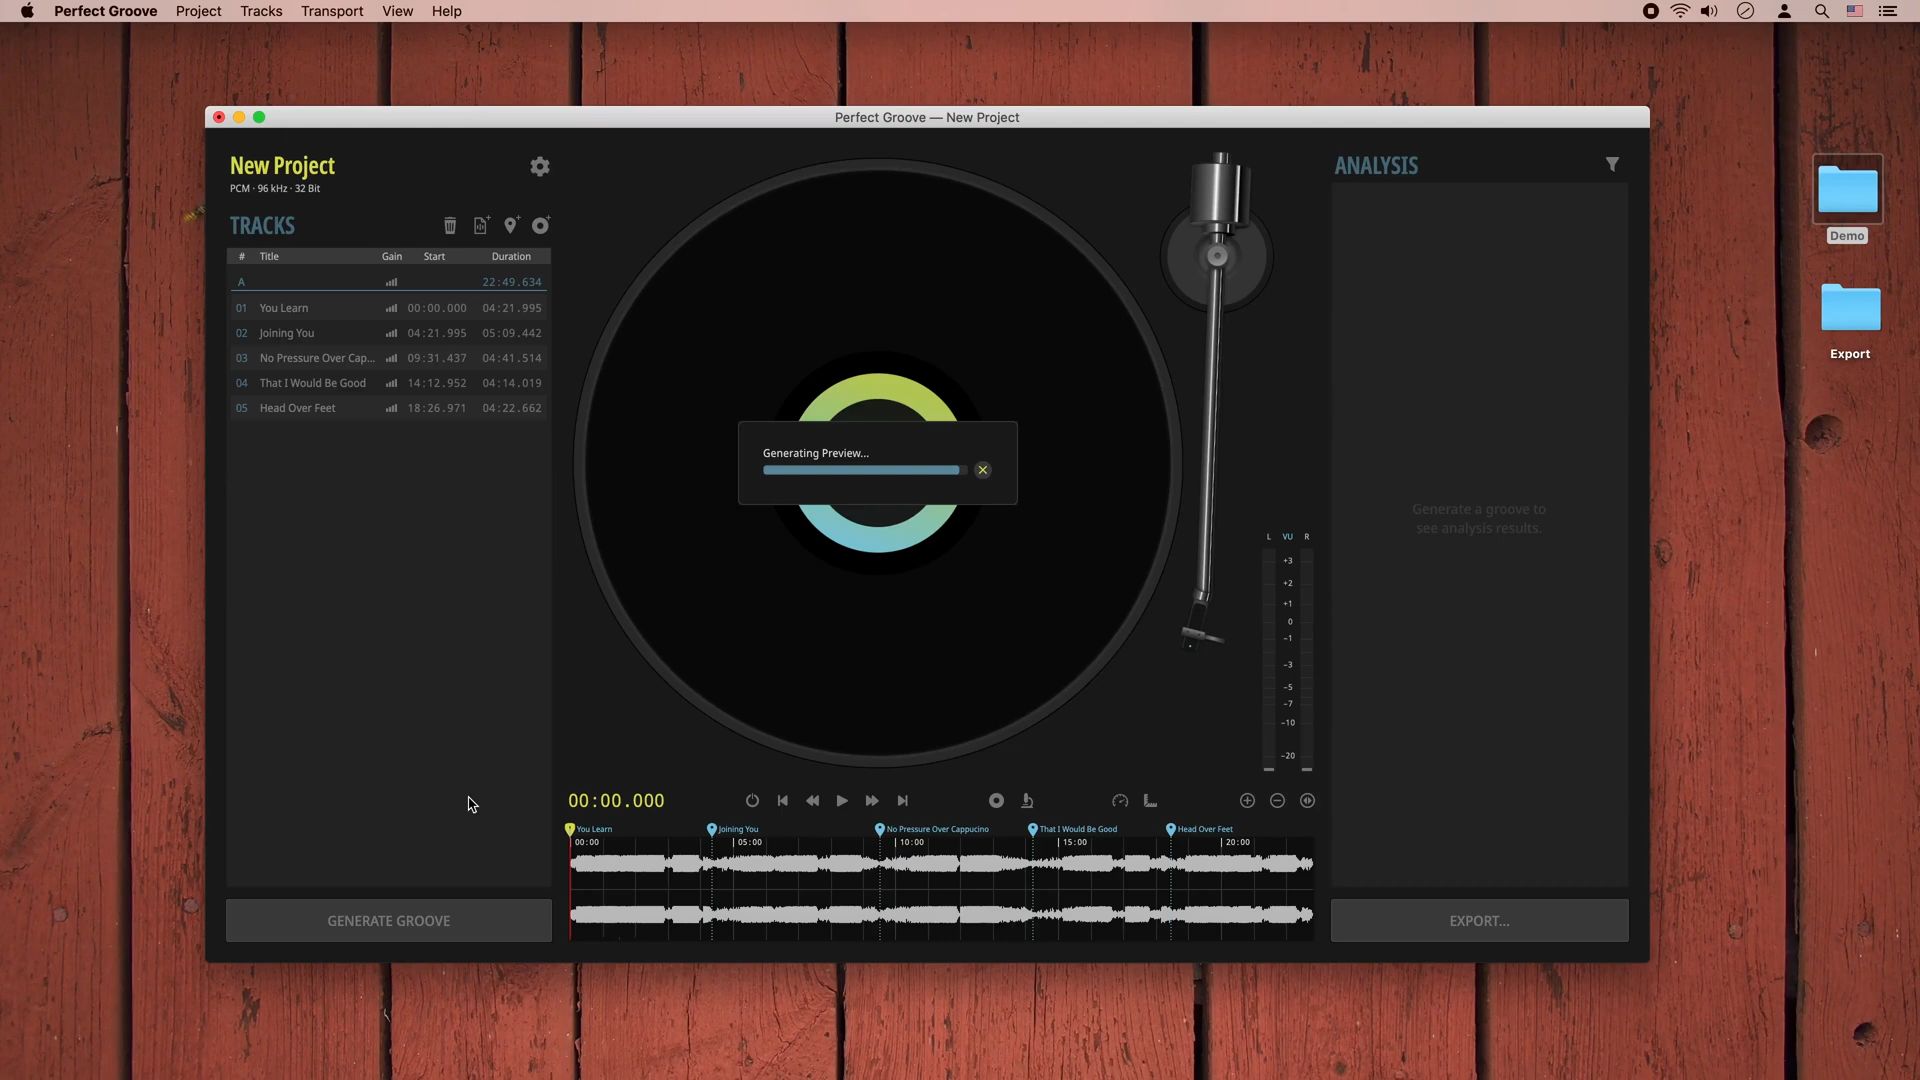 Perfect Groove Project Tracks Transport View Help
Perfect Groove — New Project
New Project
PCM · 96 kHz · 32 Bit
TRACKS
# Title Gain Start Duration
A 22:49.634
01 You Learn 00:00.000 04:21.995
02 Joining You 04:21.995 05:09.442
03 No Pressure Over Cap... 09:31.437 04:41.514
04 That I Would Be Good 14:12.952 04:14.019
05 Head Over Feet 18:26.971 04:22.662
GENERATE GROOVE
Generating Preview...
L VU R
+3
+2
+1
0
−1
−3
−5
−7
−10
−20
00:00.000
You Learn Joining You No Pressure Over Cappucino That I Would Be Good Head Over Feet
00:00 05:00 10:00 15:00 20:00
ANALYSIS
Generate a groove to
see analysis results.
EXPORT...
Demo
Export